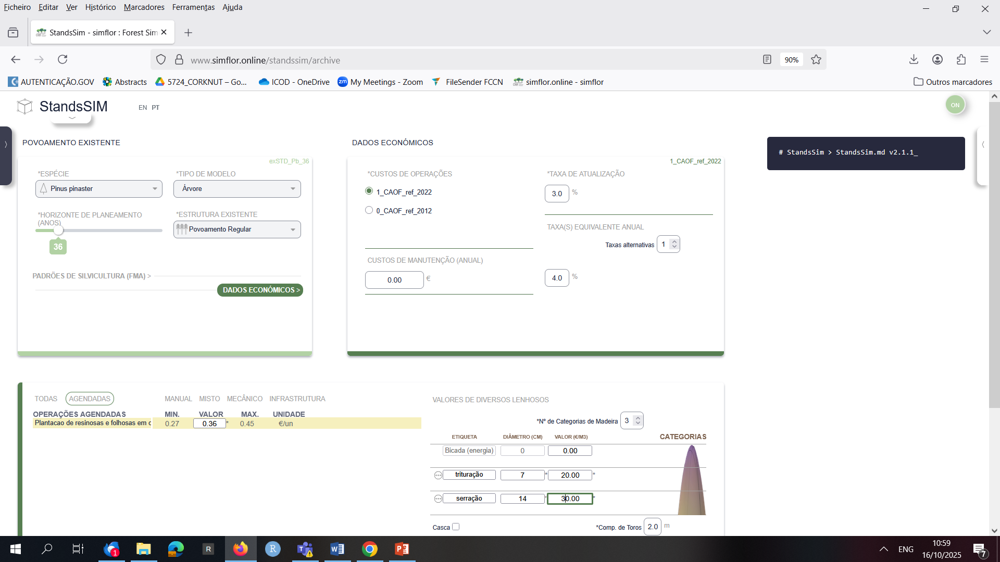 Ficheiro Editar Ver Histórico Marcadores Ferramentas Ajuda
StandsSim - simflor : Forest Sim
www.simflor.online/standssim/archive
90%
AUTENTICAÇÃO.GOV
Abstracts
5724_CORKNUT – Go...
ICOD - OneDrive
zm My Meetings - Zoom
FileSender FCCN
simflor.online - simflor
Outros marcadores
StandsSIM
EN PT
ON
POVOAMENTO EXISTENTE
exSTD_Pb_36
*ESPÉCIE
*TIPO DE MODELO
Pinus pinaster
Árvore
*HORIZONTE DE PLANEAMENTO
(ANOS)
*ESTRUTURA EXISTENTE
Povoamento Regular
36
PADRÕES DE SILVICULTURA (FMA) >
DADOS ECONÓMICOS >
DADOS ECONÓMICOS
1_CAOF_ref_2022
*CUSTOS DE OPERAÇÕES
*TAXA DE ATUALIZAÇÃO
1_CAOF_ref_2022
3.0 %
0_CAOF_ref_2012
TAXA(S) EQUIVALENTE ANUAL
Taxas alternativas 1
CUSTOS DE MANUTENÇÃO (ANUAL)
0.00 €
4.0 %
# StandsSim > StandsSim.md v2.1.1_
TODAS AGENDADAS MANUAL MISTO MECÂNICO INFRASTRUTURA
OPERAÇÕES AGENDADAS MIN. VALOR MAX. UNIDADE
Plantacao de resinosas e folhosas em c 0.27 0.36 * 0.45 €/un
VALORES DE DIVERSOS LENHOSOS
*Nº de Categorias de Madeira 3
ETIQUETA DIÂMETRO (CM) VALOR (€/M3) CATEGORIAS
Bicada (energia) 0 0.00
trituração 7 * 20.00 *
serração 14 * 30.00 *
Casca *Comp. de Toros 2.0 m
1
R
R
ENG
10:59
16/10/2025
7